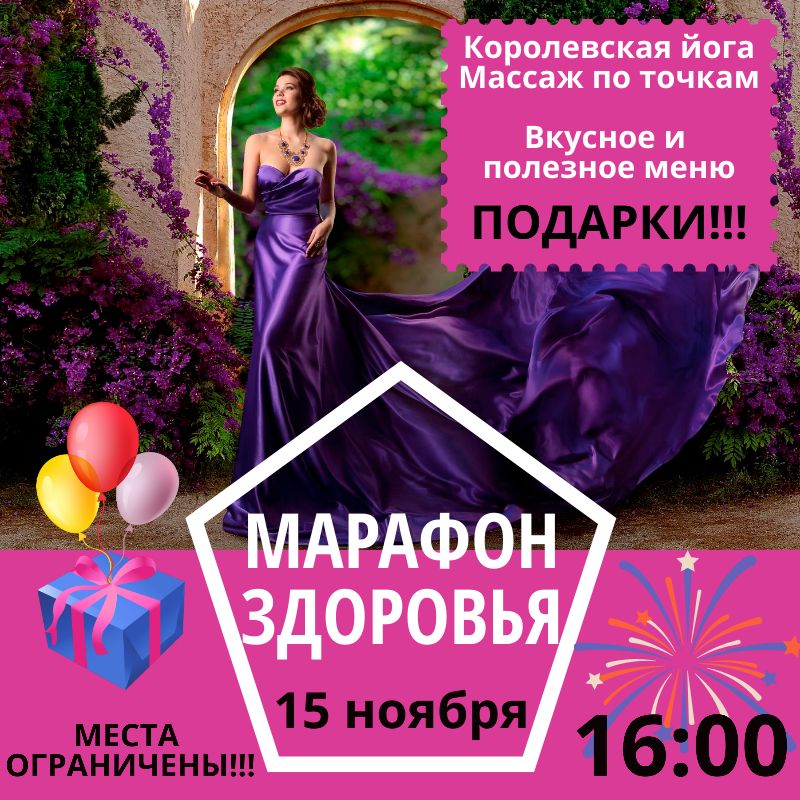 Королевская йога
Массаж по точкам
Вкусное и
полезное меню
ПОДАРКИ!!!
МАРАФОН
ЗДОРОВЬЯ
15 ноября
МЕСТА
ОГРАНИЧЕНЫ!!!
16:00